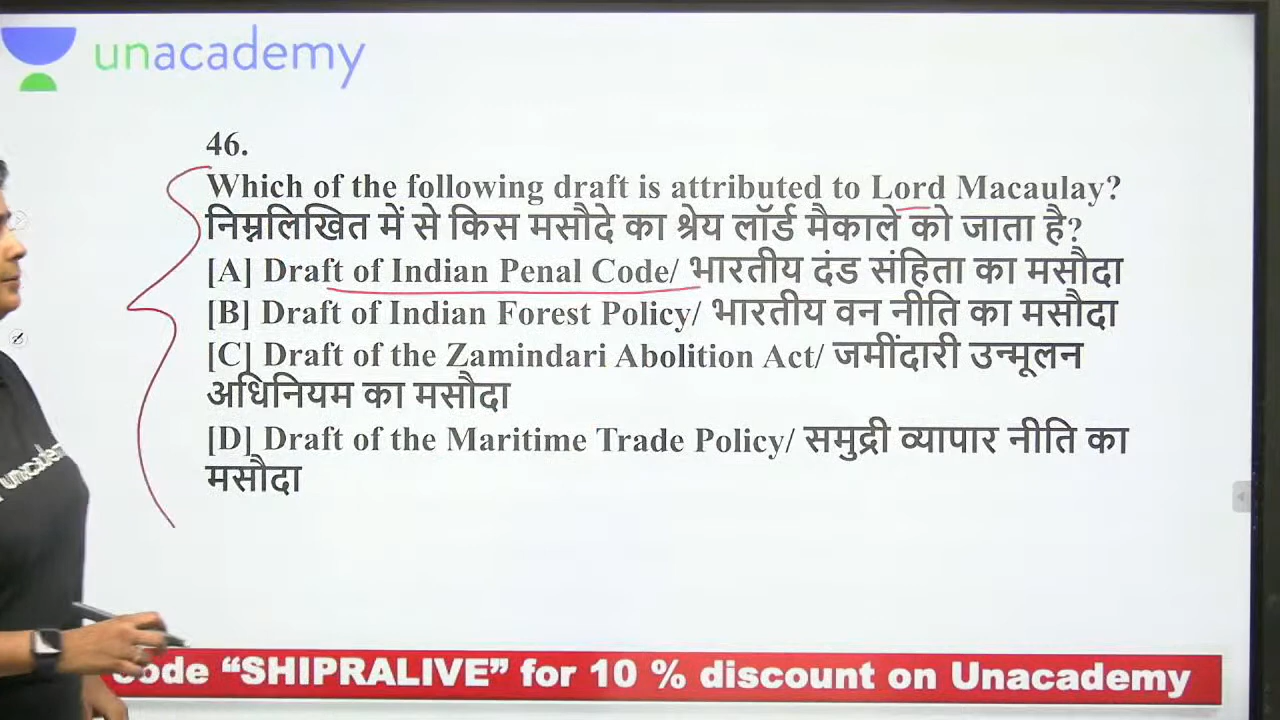 unacademy
46.
Which of the following draft is attributed to Lord Macaulay?
निम्नलिखित में से किस मसौदे का श्रेय लॉर्ड मैकाले को जाता है?
[A] Draft of Indian Penal Code/ भारतीय दंड संहिता का मसौदा
[B] Draft of Indian Forest Policy/ भारतीय वन नीति का मसौदा
[C] Draft of the Zamindari Abolition Act/ जमींदारी उन्मूलन
अधिनियम का मसौदा
[D] Draft of the Maritime Trade Policy/ समुद्री व्यापार नीति का
मसौदा
unacademy
Code “SHIPRALIVE” for 10 % discount on Unacademy